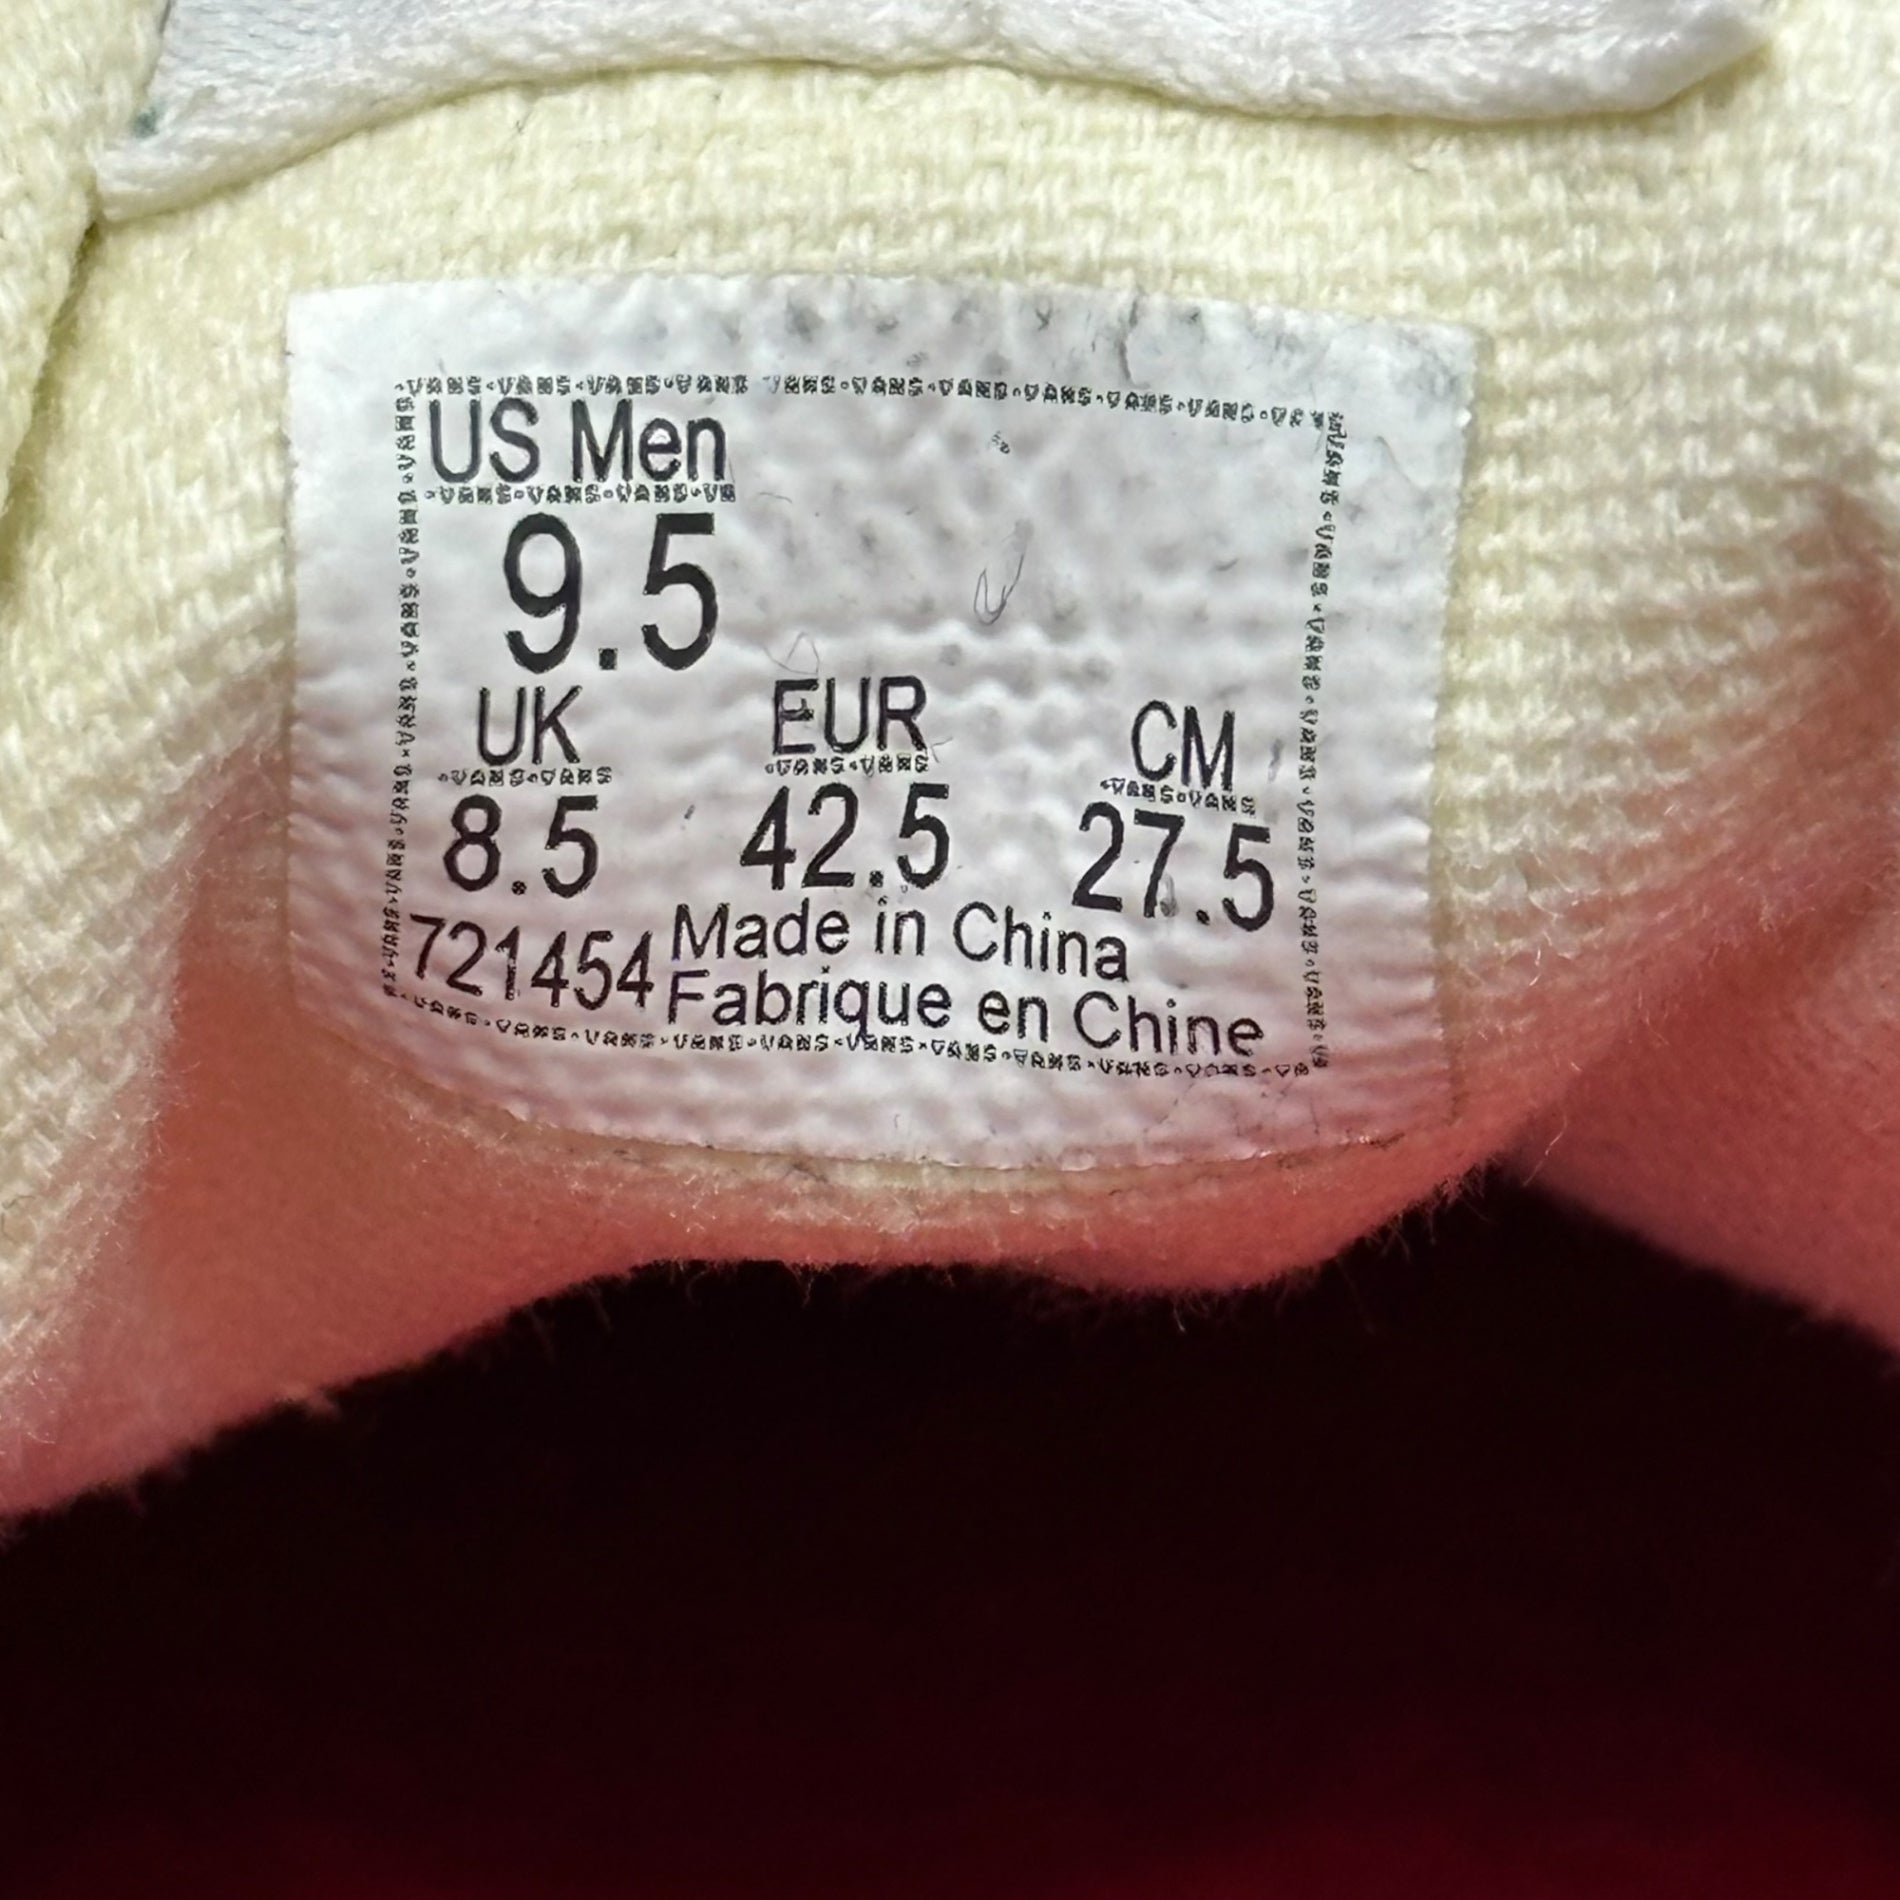 US Men
9.5
UK EUR CM
8.5 42.5 27.5
721454 Made in China
Fabrique en Chine